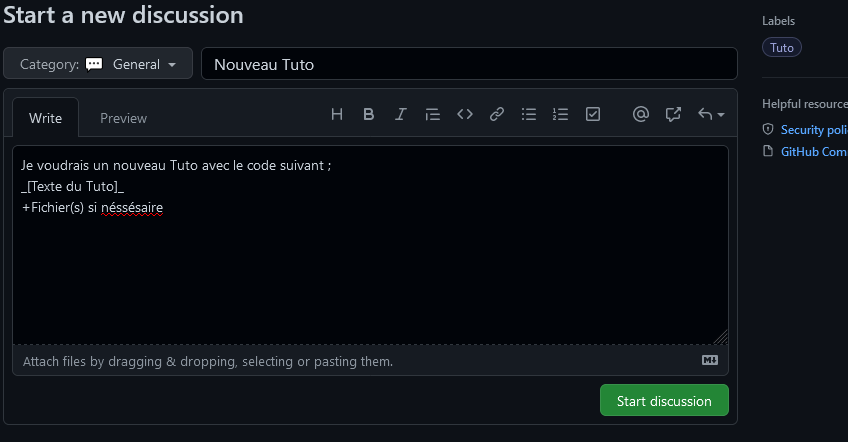 Start a new discussion
Category: 💬 General
Nouveau Tuto
Write
Preview
Je voudrais un nouveau Tuto avec le code suivant ;
_[Texte du Tuto]_
+Fichier(s) si néssésaire
Attach files by dragging & dropping, selecting or pasting them.
Start discussion
Labels
Tuto
Helpful resource
Security poli
GitHub Com